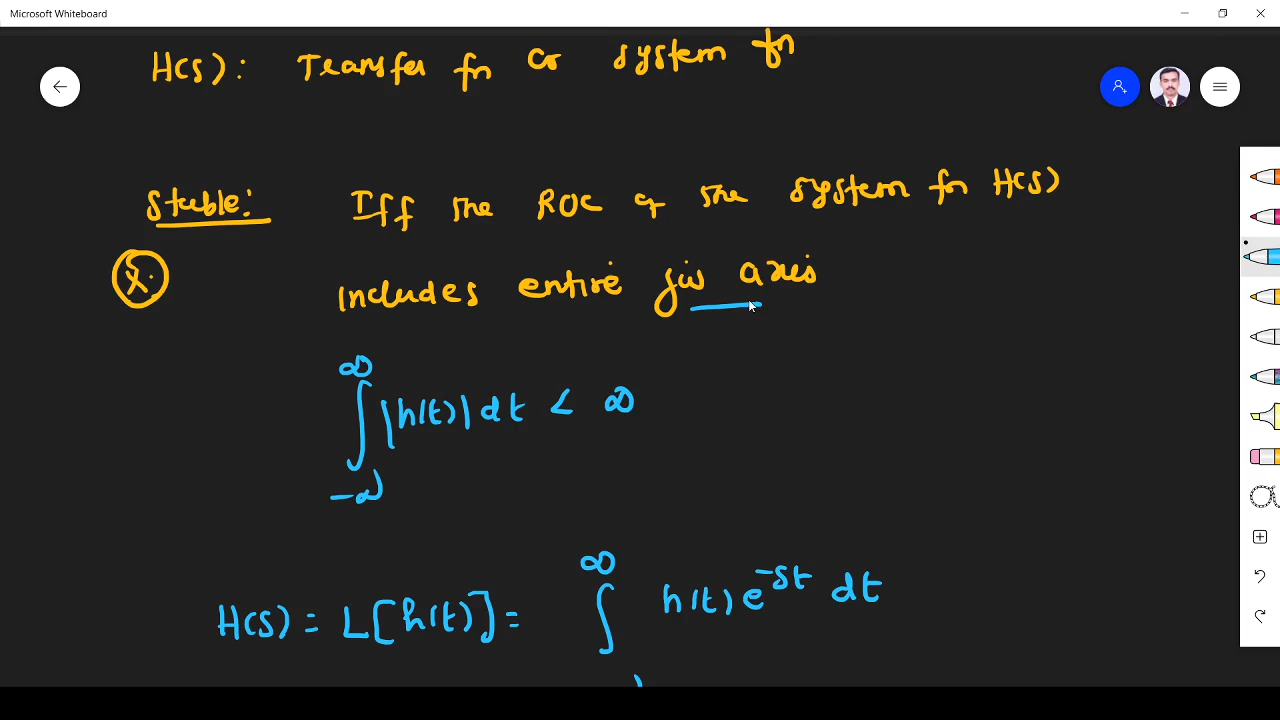 Microsoft Whiteboard
H(s): Transfer fn or system fn
Stable: Iff the ROC of the system fn H(s)
includes entire jω axis
∞
∫ |h(t)| dt < ∞
-∞
∞
H(s) = L[h(t)] = ∫ h(t) e^{-st} dt